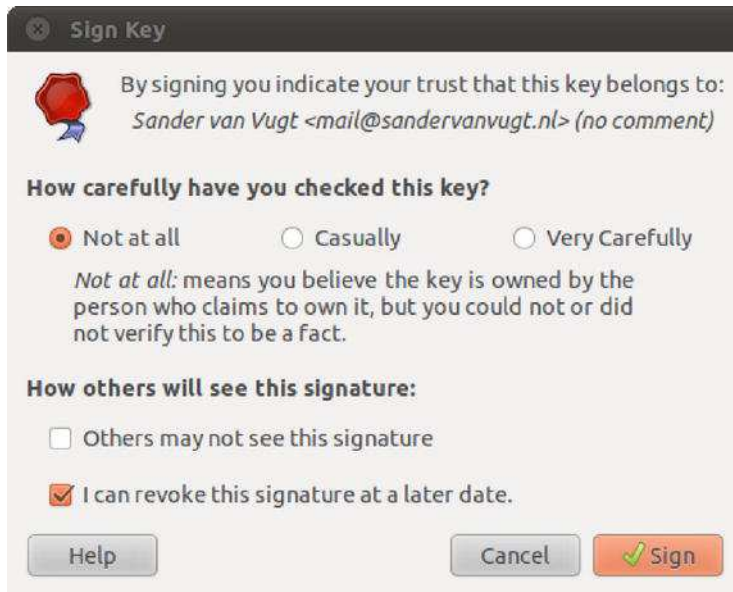 Sign Key
By signing you indicate your trust that this key belongs to:
Sander van Vugt <mail@sandervanvugt.nl> (no comment)
How carefully have you checked this key?
Not at all Casually Very Carefully
Not at all: means you believe the key is owned by the
person who claims to own it, but you could not or did
not verify this to be a fact.
How others will see this signature:
Others may not see this signature
I can revoke this signature at a later date.
Help Cancel Sign